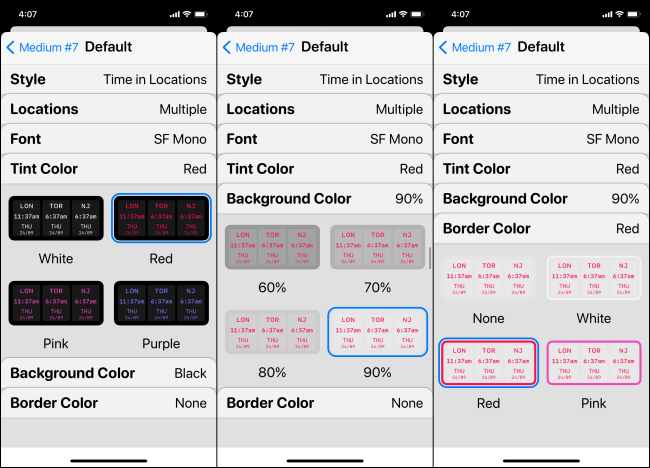 4:07
Medium #7 Default
Style Time in Locations
Locations Multiple
Font SF Mono
Tint Color Red
LON TOR NJ
11:37am 6:37am 6:37am
THU THU THU
24/09 24/09 24/09
LON TOR NJ
11:37am 6:37am 6:37am
THU THU THU
24/09 24/09 24/09
White Red
LON TOR NJ
11:37am 6:37am 6:37am
THU THU THU
24/09 24/09 24/09
LON TOR NJ
11:37am 6:37am 6:37am
THU THU THU
24/09 24/09 24/09
Pink Purple
Background Color Black
Border Color None
4:07
Medium #7 Default
Style Time in Locations
Locations Multiple
Font SF Mono
Tint Color Red
Background Color 90%
LON TOR NJ
11:37am 6:37am 6:37am
THU THU THU
24/09 24/09 24/09
LON TOR NJ
11:37am 6:37am 6:37am
THU THU THU
24/09 24/09 24/09
60% 70%
LON TOR NJ
11:37am 6:37am 6:37am
THU THU THU
24/09 24/09 24/09
LON TOR NJ
11:37am 6:37am 6:37am
THU THU THU
24/09 24/09 24/09
80% 90%
Border Color None
4:07
Medium #7 Default
Style Time in Locations
Locations Multiple
Font SF Mono
Tint Color Red
Background Color 90%
Border Color Red
LON TOR NJ
11:37am 6:37am 6:37am
THU THU THU
24/09 24/09 24/09
LON TOR NJ
11:37am 6:37am 6:37am
THU THU THU
24/09 24/09 24/09
None White
LON TOR NJ
11:37am 6:37am 6:37am
THU THU THU
24/09 24/09 24/09
LON TOR NJ
11:37am 6:37am 6:37am
THU THU THU
24/09 24/09 24/09
Red Pink